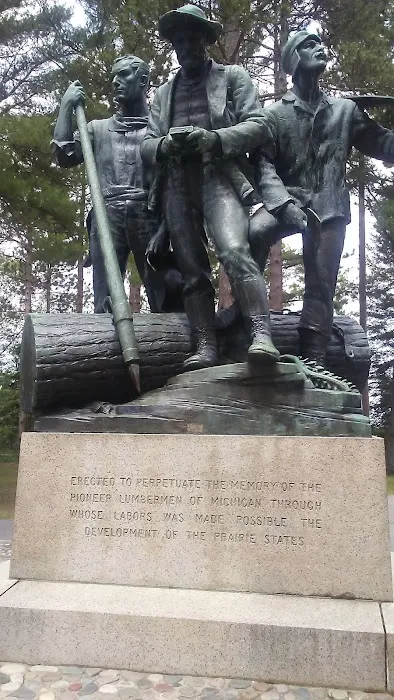 ERECTED TO PERPETUATE THE MEMORY OF THE
PIONEER LUMBERMEN OF MICHIGAN THROUGH
WHOSE LABORS WAS MADE POSSIBLE THE
DEVELOPMENT OF THE PRAIRIE STATES